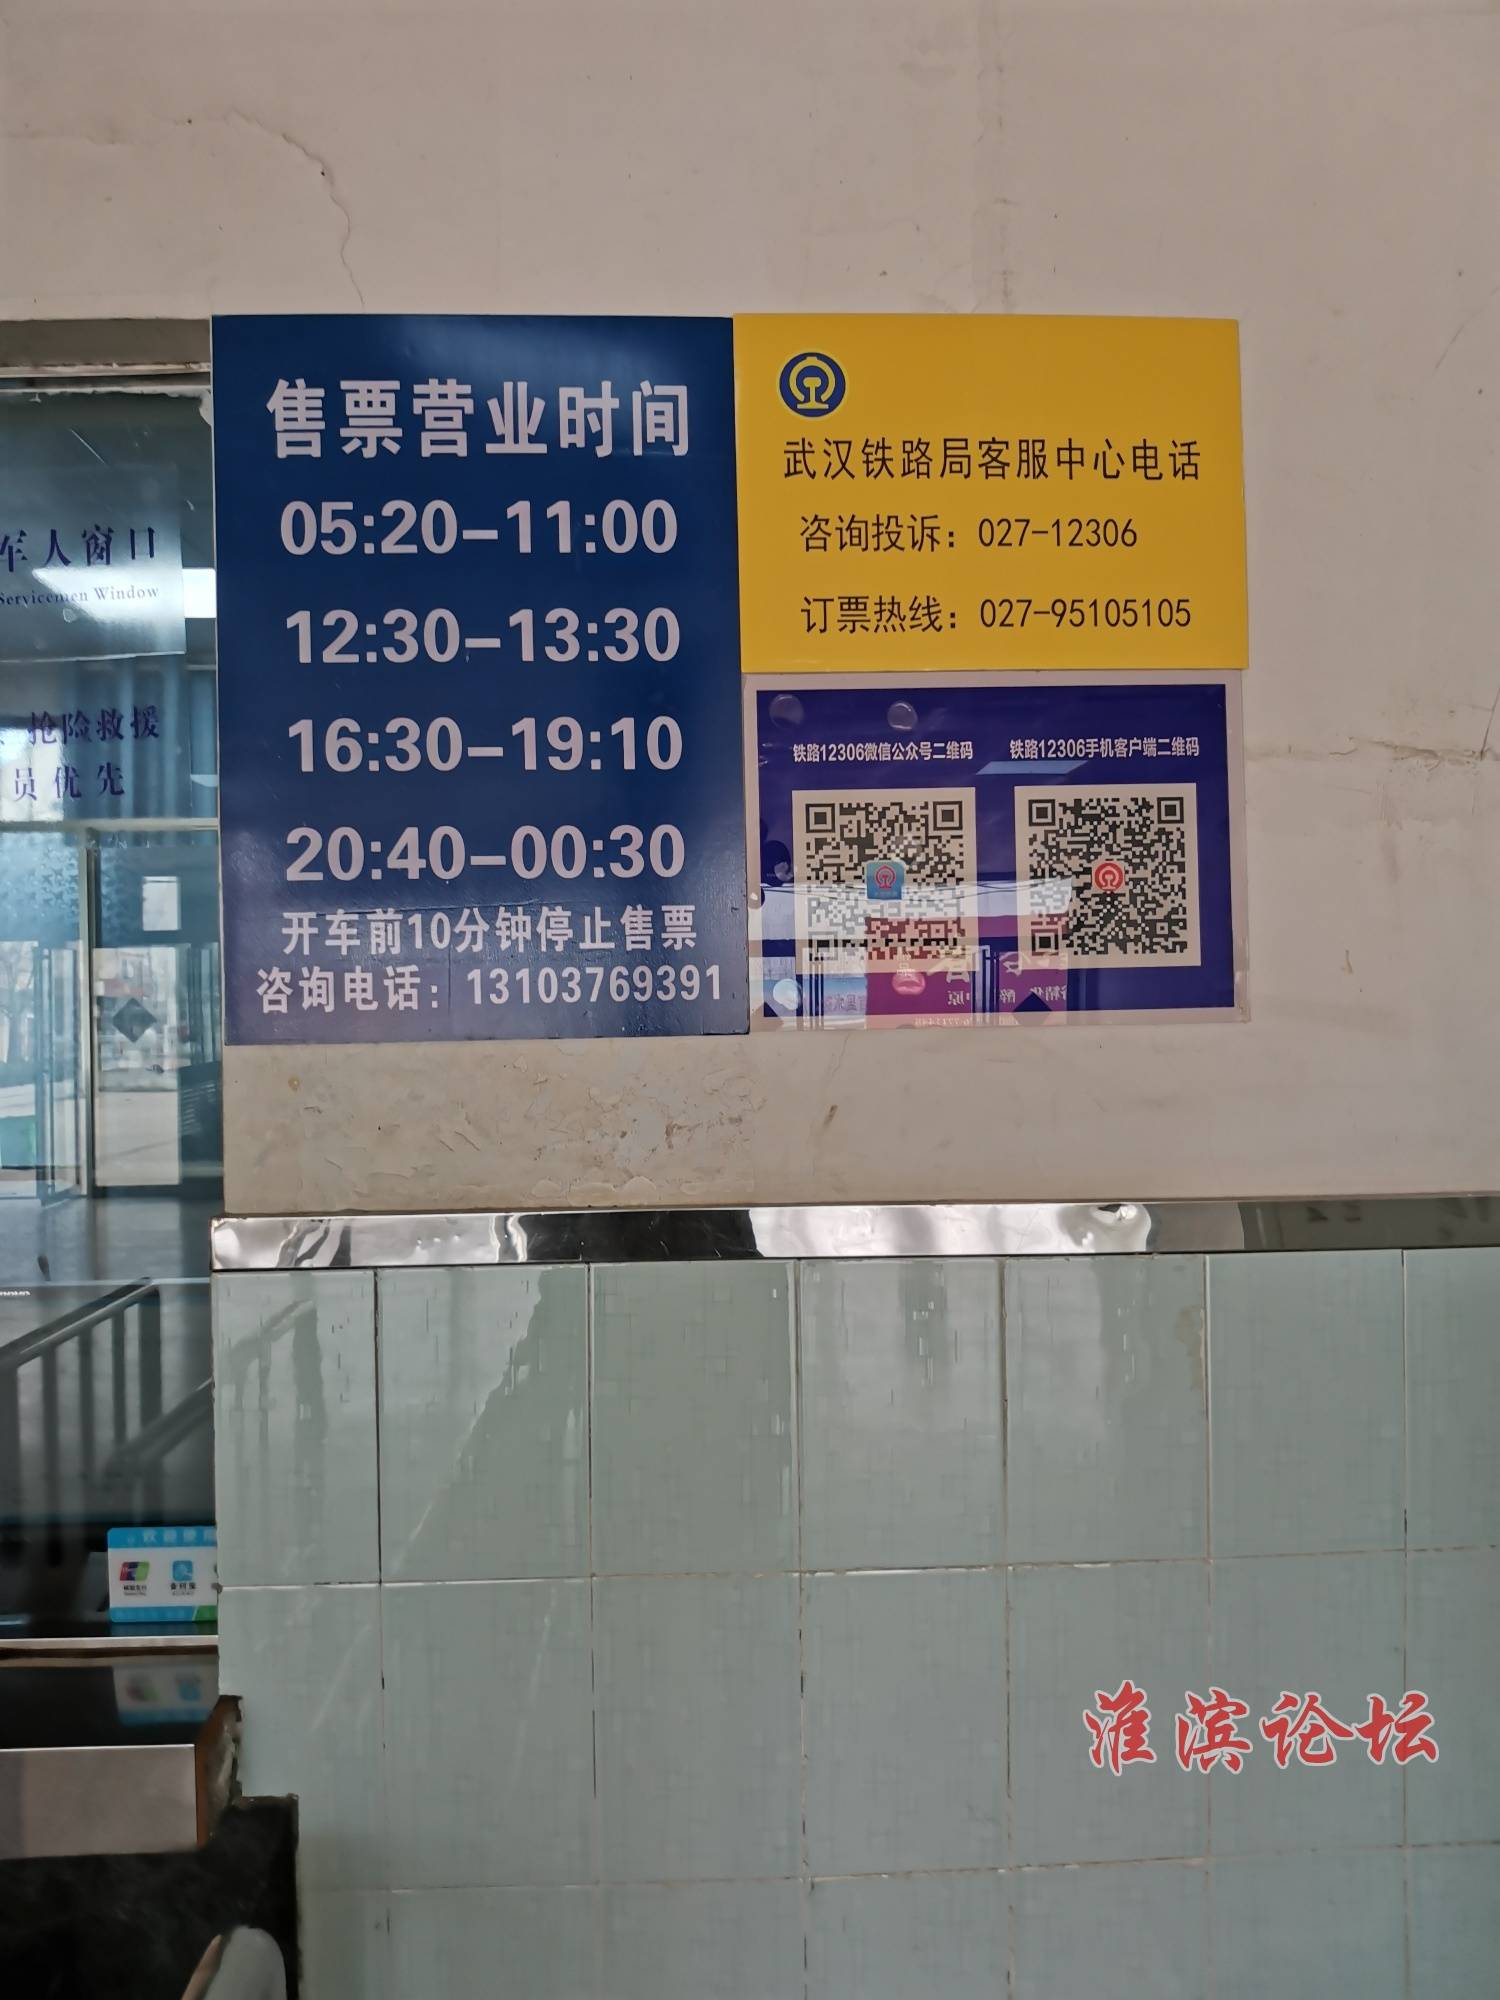 售票营业时间
05:20-11:00
12:30-13:30
16:30-19:10
20:40-00:30
开车前10分钟停止售票
咨询电话：13103769391
武汉铁路局客服中心电话
咨询投诉：027-12306
订票热线：027-95105105
铁路12306微信公众号二维码
铁路12306手机客户端二维码
军人窗口
Servicemen Window
抢险救援
员优先
淮滨论坛